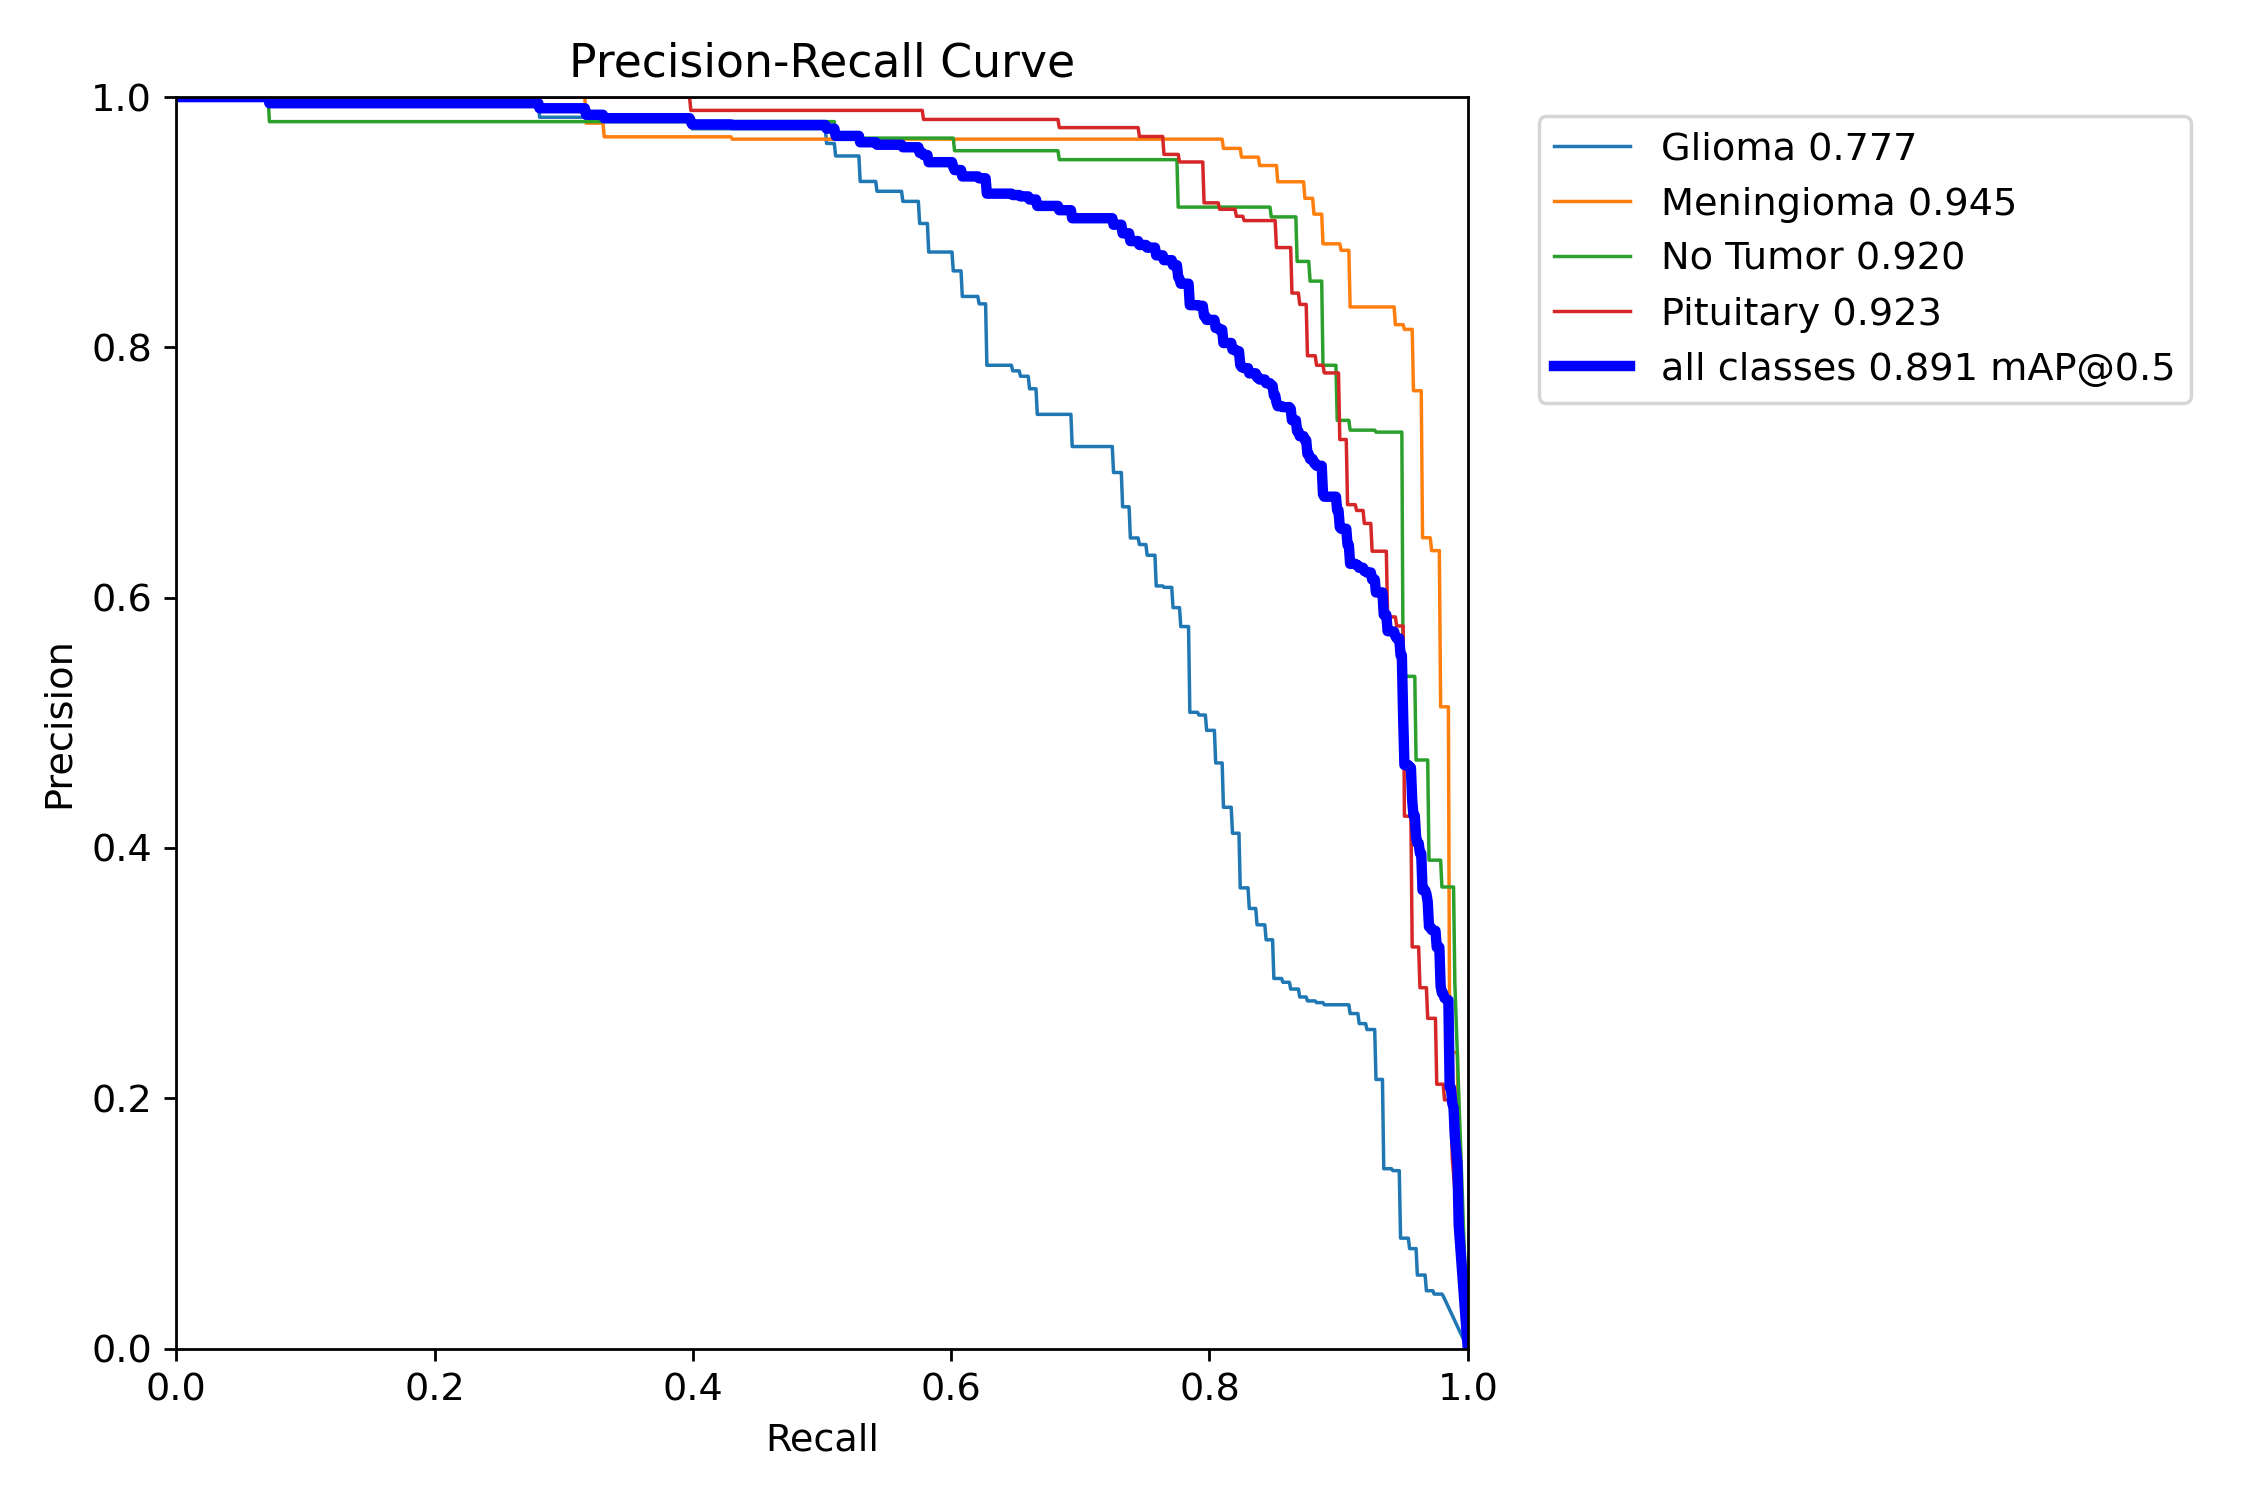 Precision-Recall Curve
1.0
0.8
0.6
0.4
0.2
0.0
Precision
0.0 0.2 0.4 0.6 0.8 1.0
Recall
Glioma 0.777
Meningioma 0.945
No Tumor 0.920
Pituitary 0.923
all classes 0.891 mAP@0.5